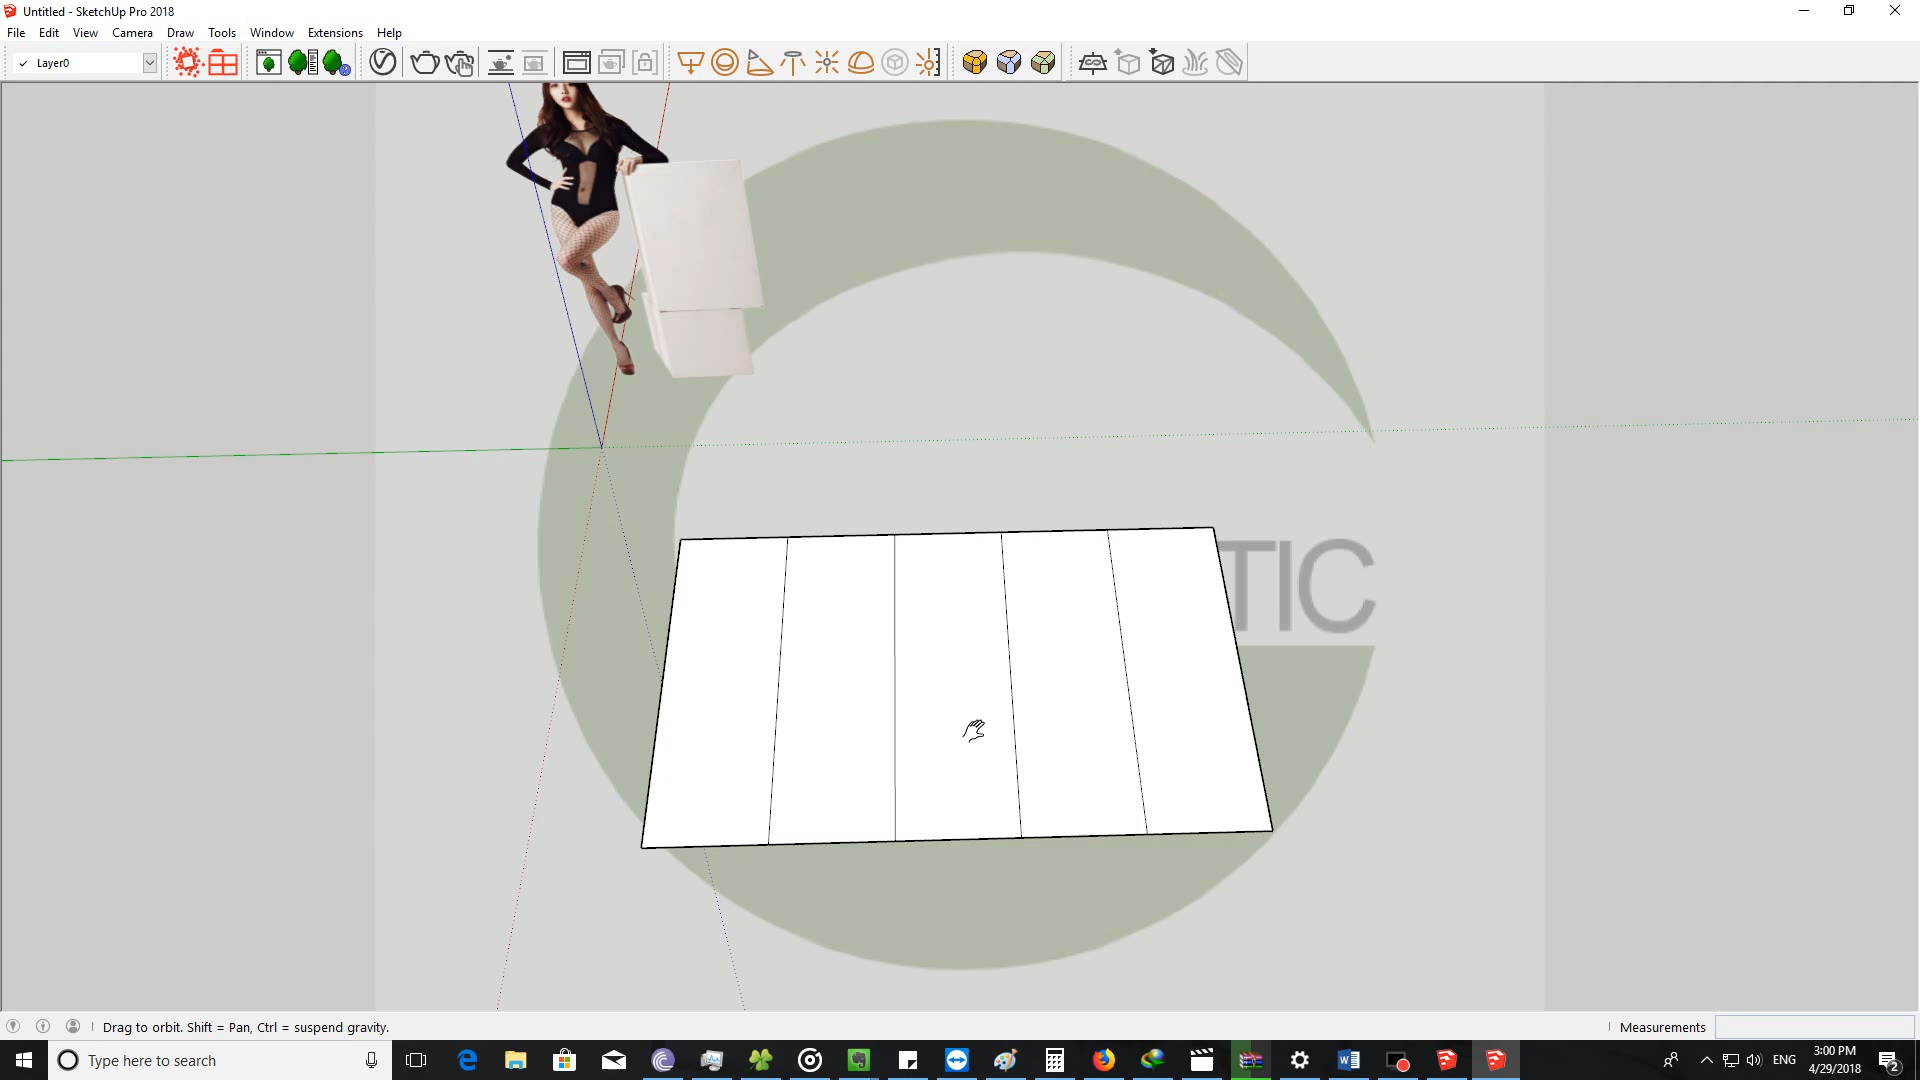 Untitled - SketchUp Pro 2018
File Edit View Camera Draw Tools Window Extensions Help
Layer0
TIC
Drag to orbit. Shift = Pan, Ctrl = suspend gravity.
Measurements
Type here to search
ENG
3:00 PM
4/29/2018
2